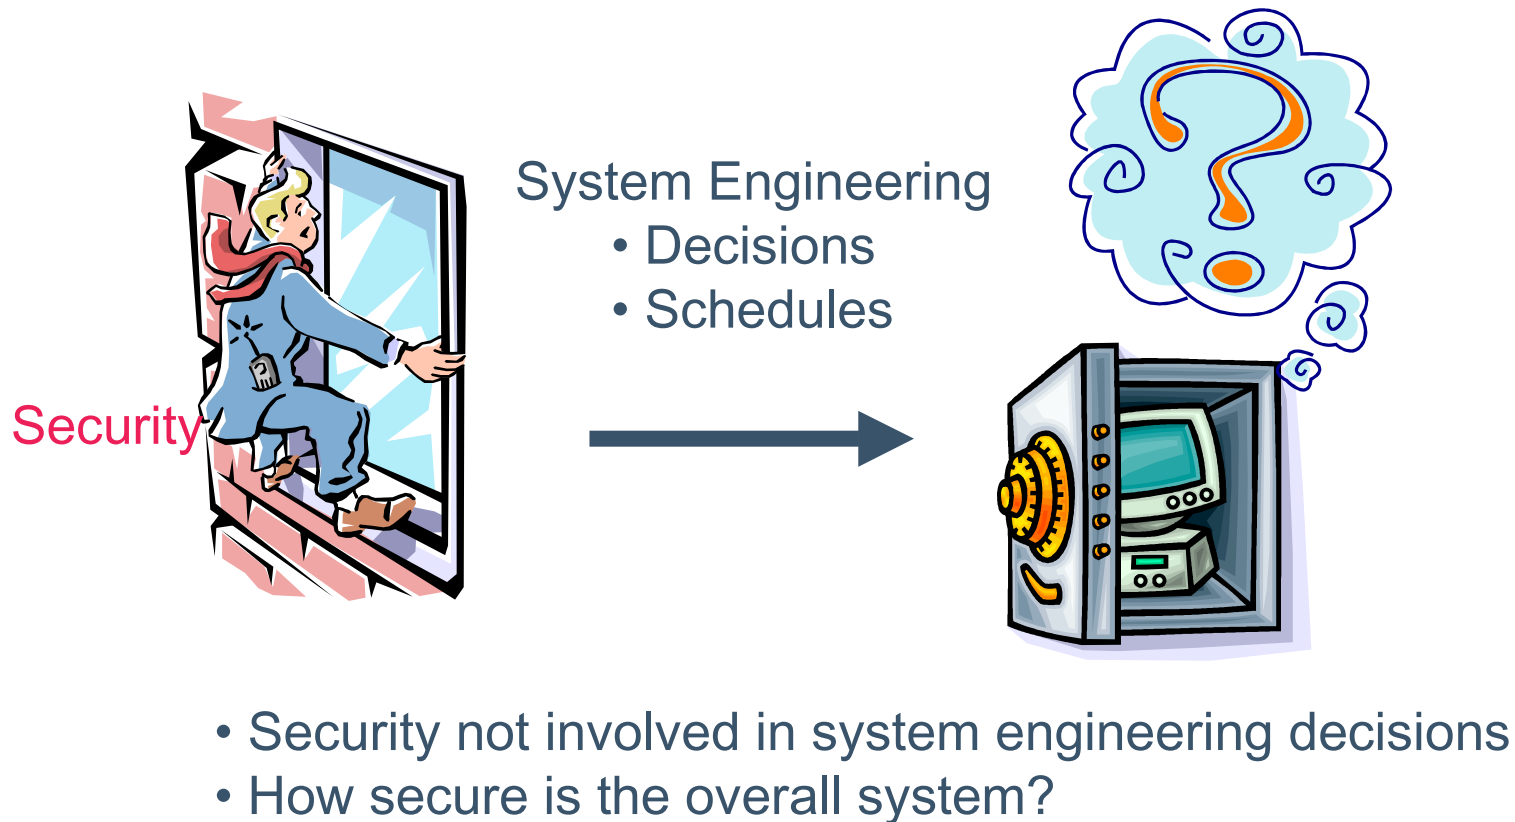 System Engineering
• Decisions
• Schedules
Security
• Security not involved in system engineering decisions
• How secure is the overall system?